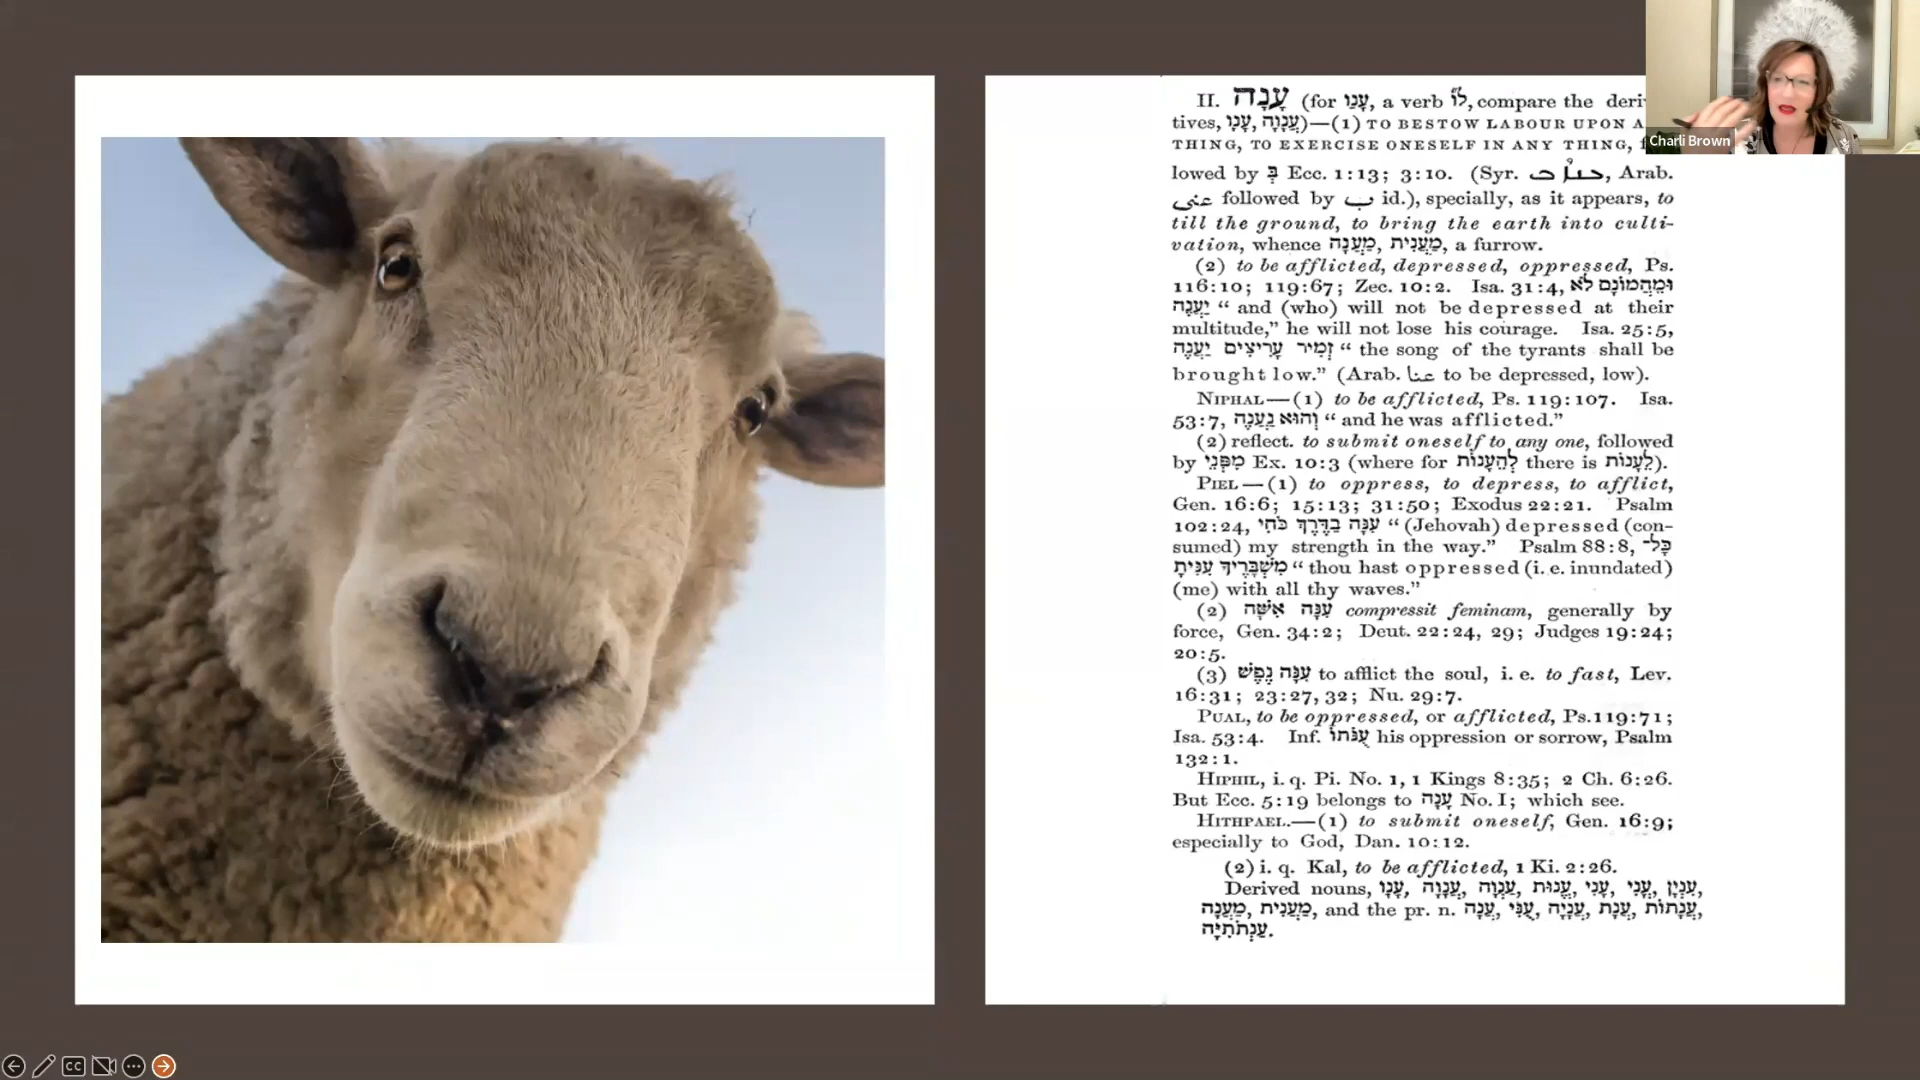 II. עָנָה (for עָנַו, a verb ל״וֹ, compare the deri-
tives, עָנָו, עֲנָוָה)—(1) TO BESTOW LABOUR UPON A
THING, TO EXERCISE ONESELF IN ANY THING,
lowed by בְּ Ecc. 1:13; 3:10. (Syr. Arab.
عنى followed by ب id.), specially, as it appears, to
till the ground, to bring the earth into culti-
vation, whence מַעֲנָה, מַעֲנִית, a furrow.
(2) to be afflicted, depressed, oppressed, Ps.
116:10; 119:67; Zec. 10:2. Isa. 31:4, וּמֵהֲמוֹנָם לֹא
יַעֲנֶה “ and (who) will not be depressed at their
multitude,” he will not lose his courage. Isa. 25:5,
זְמִיר עָרִיצִים יַעֲנֶה “ the song of the tyrants shall be
brought low.” (Arab. عنا to be depressed, low).
NIPHAL—(1) to be afflicted, Ps. 119:107. Isa.
53:7, וְהוּא נַעֲנֶה “ and he was afflicted.”
(2) reflect. to submit oneself to any one, followed
by מִפְּנֵי Ex. 10:3 (where for לְהֵעָנוֹת there is לֵעָנוֹת).
PIEL—(1) to oppress, to depress, to afflict,
Gen. 16:6; 15:13; 31:50; Exodus 22:21. Psalm
102:24, עִנָּה בַדֶּרֶךְ כֹּחִי “ (Jehovah) depressed (con-
sumed) my strength in the way.” Psalm 88:8, כָּל־
מִשְׁבָּרֶיךָ עִנִּיתָ “ thou hast oppressed (i. e. inundated)
(me) with all thy waves.”
(2) עִנָּה אִשָּׁה compressit feminam, generally by
force, Gen. 34:2; Deut. 22:24, 29; Judges 19:24;
20:5.
(3) עִנָּה נֶפֶשׁ to afflict the soul, i. e. to fast, Lev.
16:31; 23:27, 32; Nu. 29:7.
PUAL, to be oppressed, or afflicted, Ps.119:71;
Isa. 53:4. Inf. עֻנּוֹתוֹ his oppression or sorrow, Psalm
132:1.
HIPHIL, i. q. Pi. No. 1, 1 Kings 8:35; 2 Ch. 6:26.
But Ecc. 5:19 belongs to עָנָה No. I; which see.
HITHPAEL.—(1) to submit oneself, Gen. 16:9;
especially to God, Dan. 10:12.
(2) i. q. Kal, to be afflicted, 1 Ki. 2:26.
Derived nouns, עָנָו, עֲנָוָה, עַנְוָה, עֱנוּת, עָנִי, עֳנִי, עִנְיָן,
מַעֲנָה, מַעֲנִית, and the pr. n. עֲנָה, עֻנִּי, עֲנָיָה, עֲנָת, עֲנָתוֹת,
עַנְתֹתִיָּה.
Charli Brown
CC